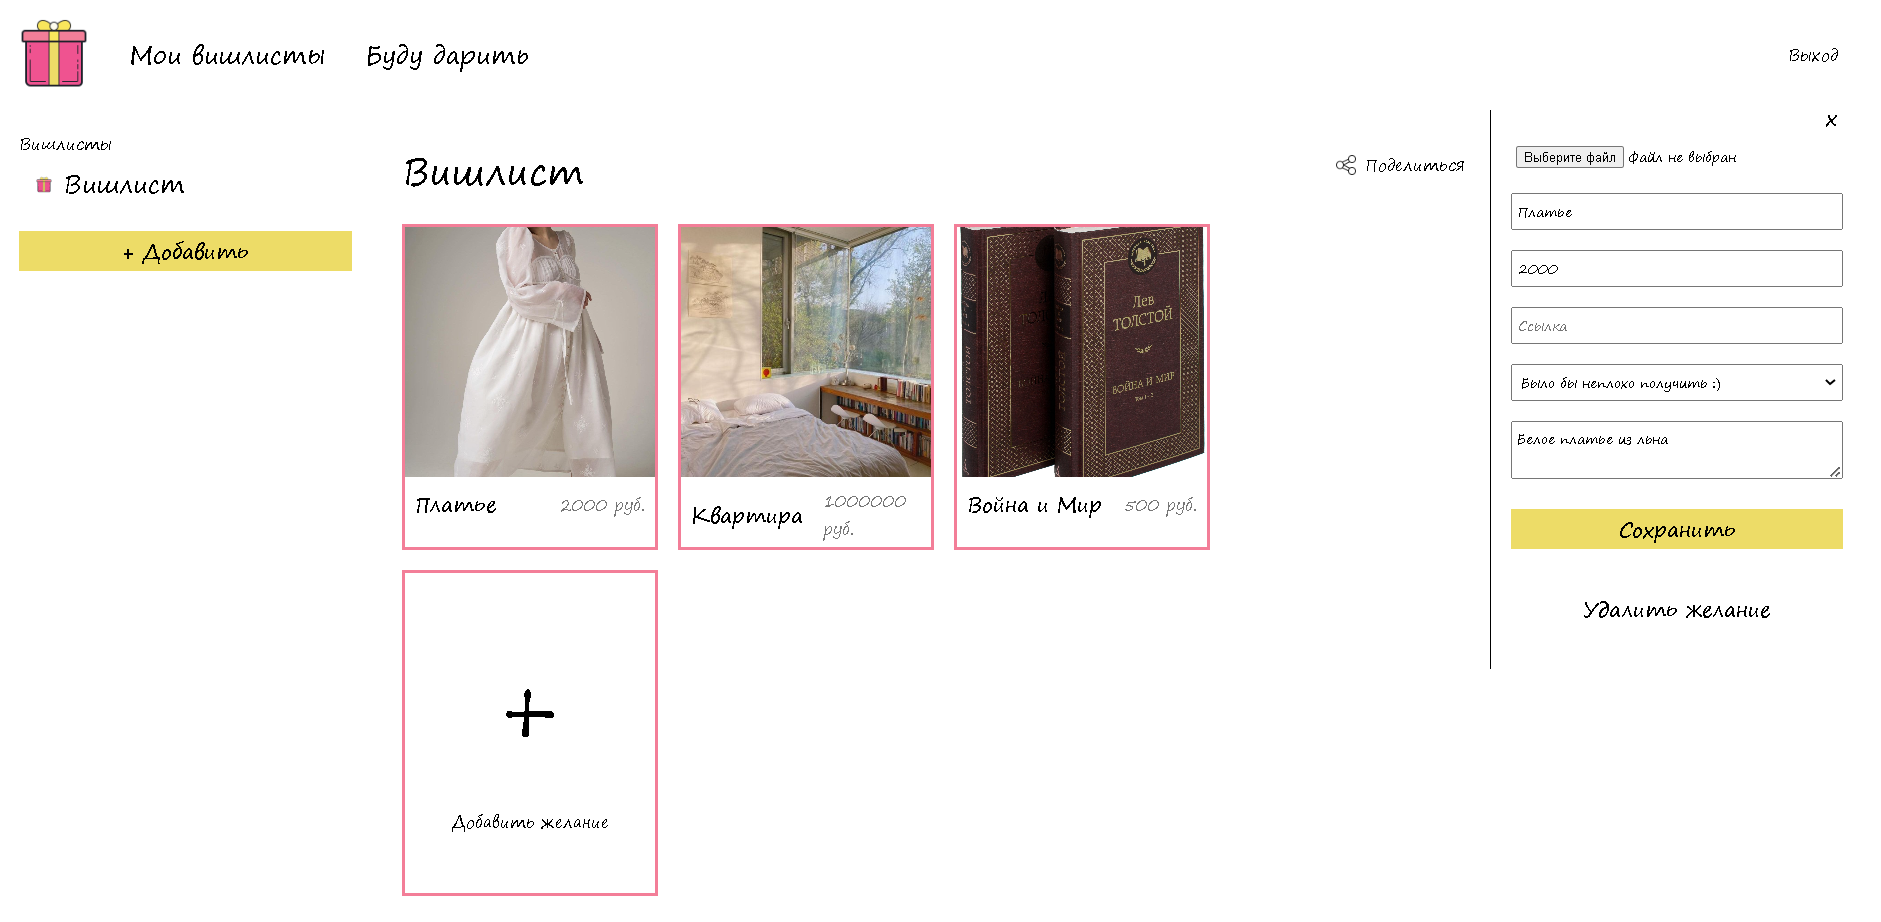 Мои вишлисты
Буду дарить
Выход
Вишлисты
Вишлист
+ Добавить
Вишлист
Поделиться
Лев
ТОЛСТОЙ
ВОЙНА И МИР
Платье
2000 руб.
Квартира
1000000
руб.
Война и Мир
500 руб.
+
Добавить желание
x
Выберите файл
Файл не выбран
Платье
2000
Ссылка
Было бы неплохо получить :)
Белое платье из льна
Сохранить
Удалить желание